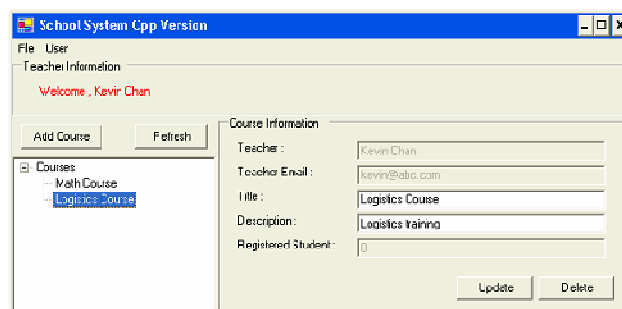 School System Cpp Version
File User
Teacher Information
Welcome , Kevin Chan
Add Course Refresh
Courses
Math Course
Logistics Course
Course Information
Teacher : Kevin Chan
Teacher Email : kevin@abc.com
Title : Logistics Course
Description : Logistics training
Registered Student : 0
Update Delete